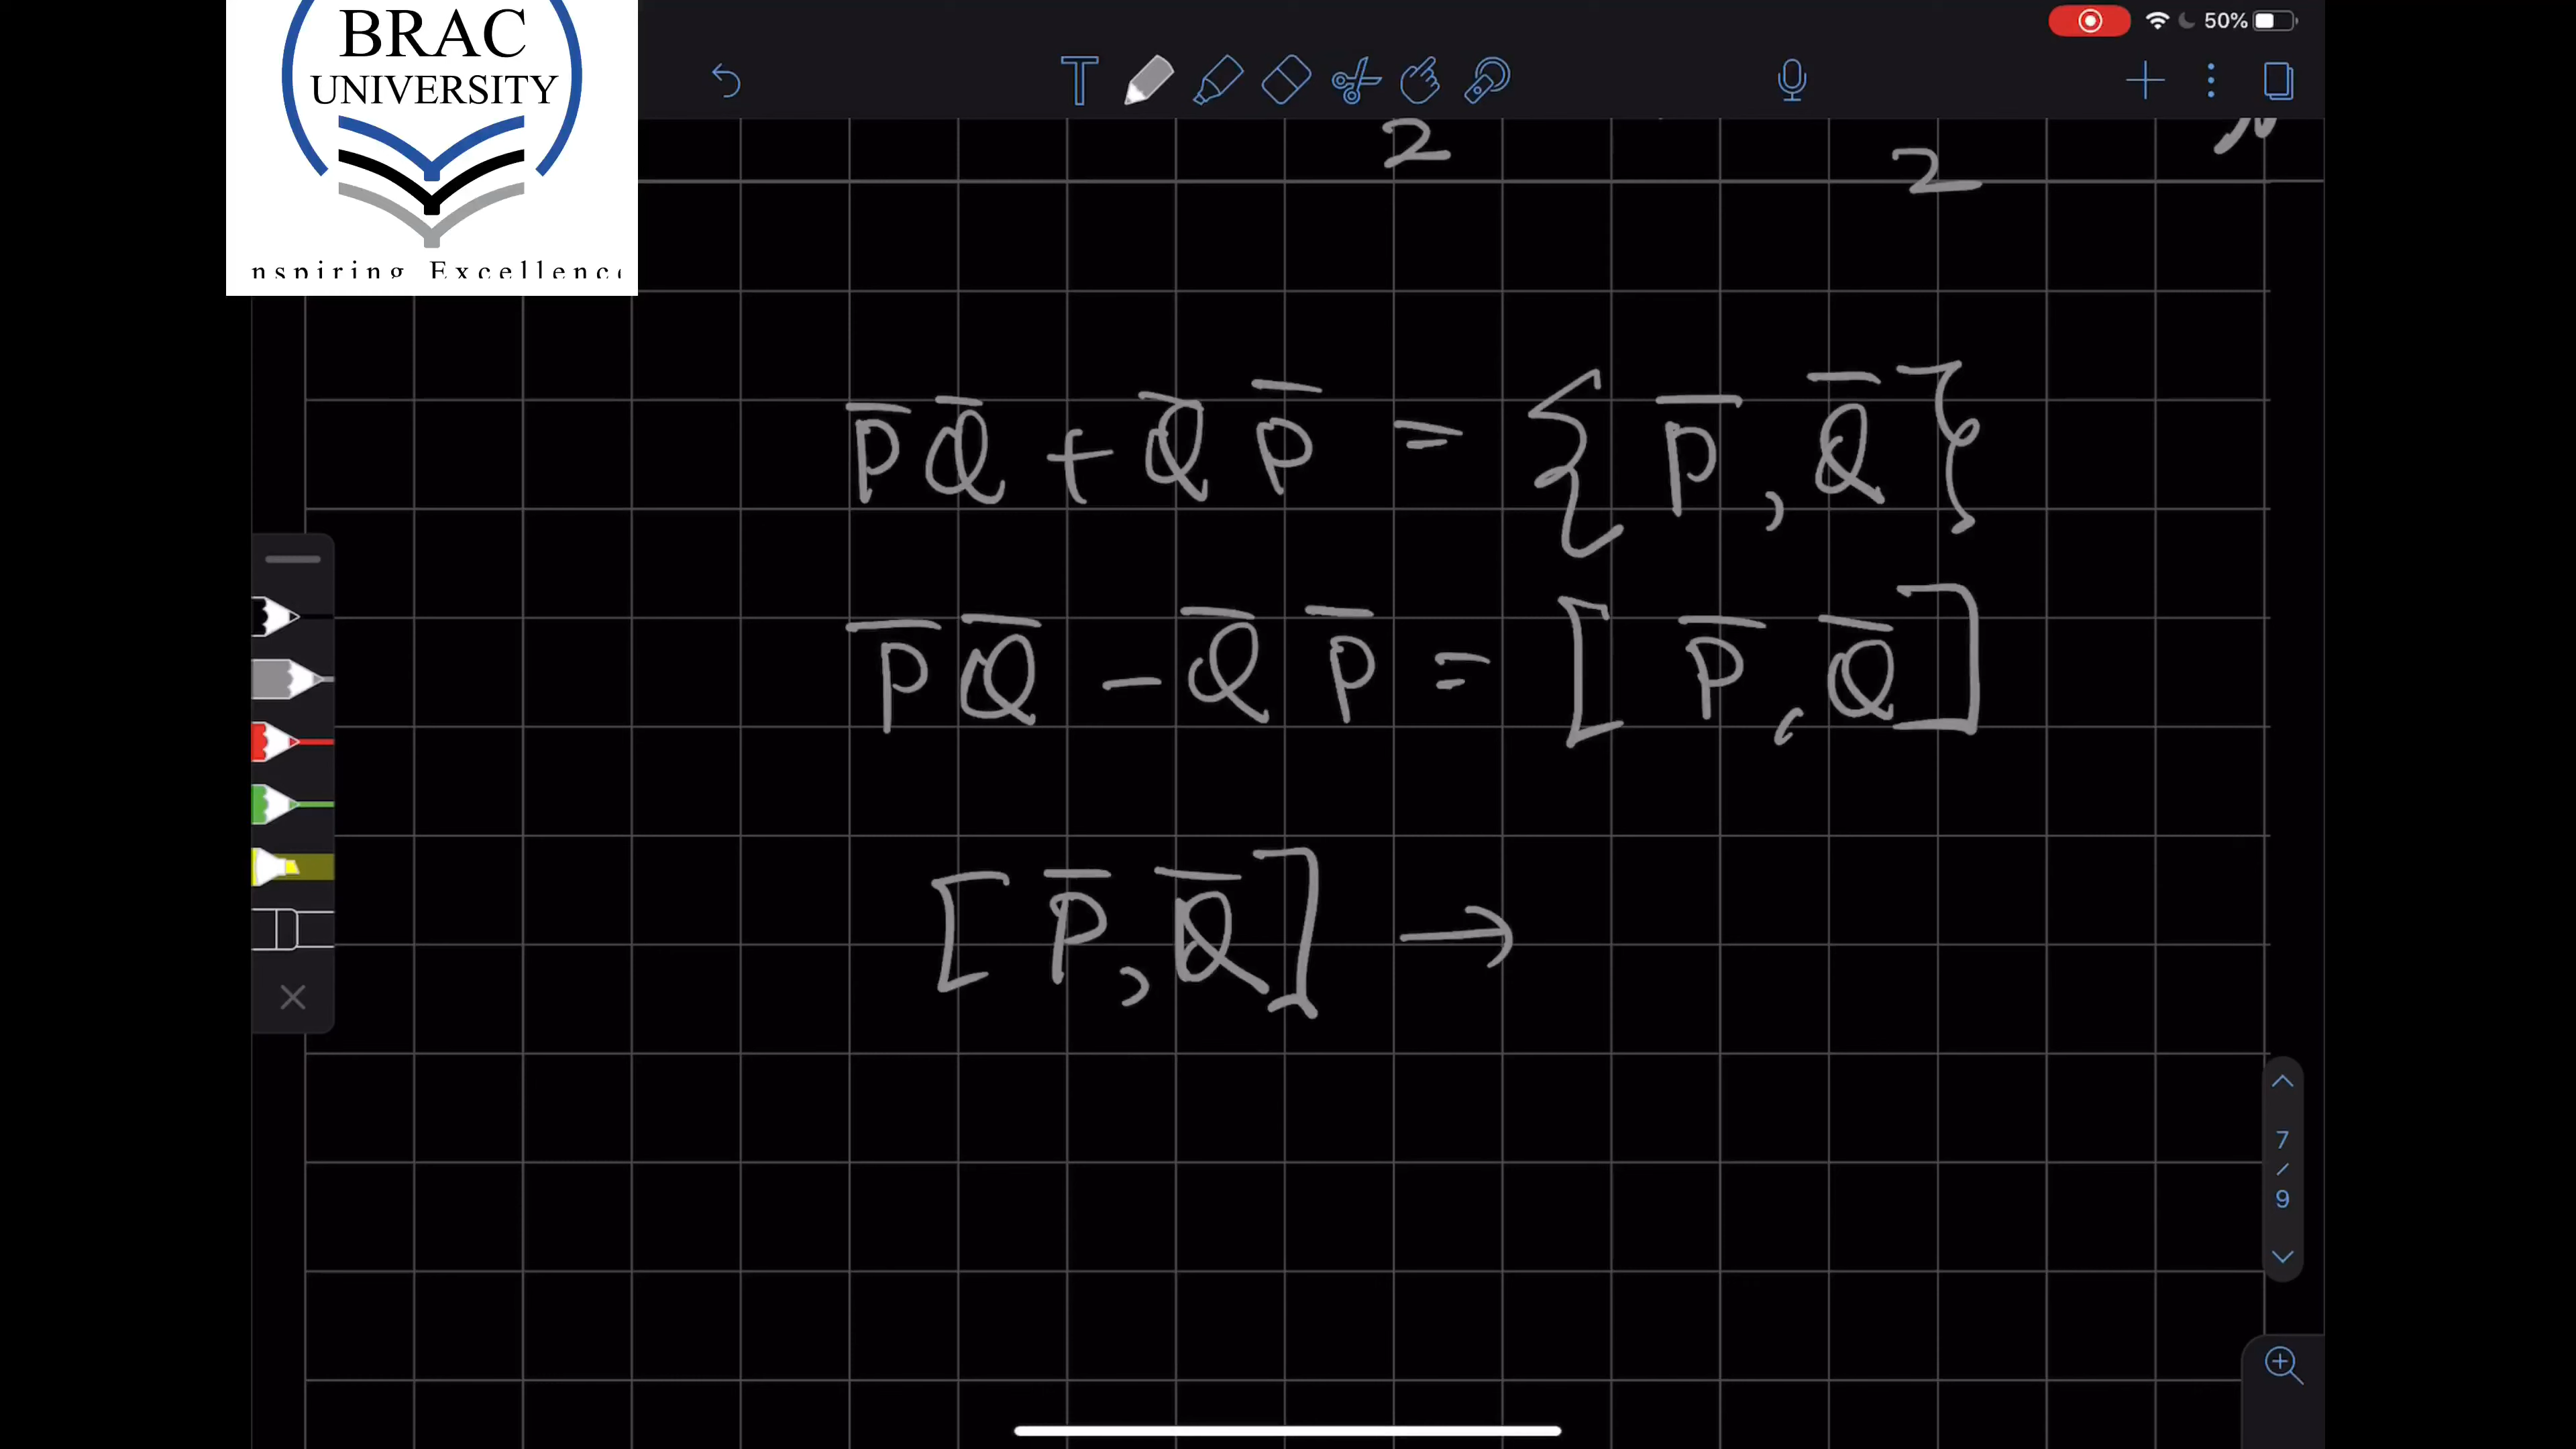 BRAC
UNIVERSITY
nspiring Excellenc
50%
T
2
2
P̅Q̅ + Q̅ P̅ = { P̅ , Q̅ }
P̅Q̅ - Q̅ P̅ = [ P̅ , Q̅ ]
[ P̅ , Q̅ ] →
7
/
9